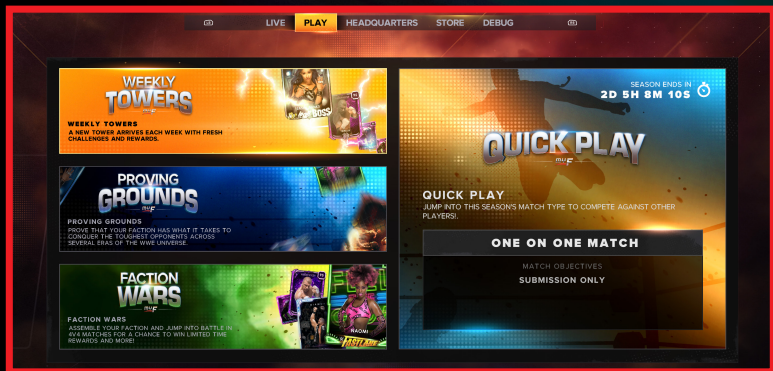 LIVE
PLAY
HEADQUARTERS
STORE
DEBUG
WEEKLY
TOWERS
BOSS
WEEKLY TOWERS
A NEW TOWER ARRIVES EACH WEEK WITH FRESH
CHALLENGES AND REWARDS.
PROVING
GROUNDS
PROVING GROUNDS
PROVE THAT YOUR FACTION HAS WHAT IT TAKES TO
CONQUER THE TOUGHEST OPPONENTS ACROSS
SEVERAL ERAS OF THE WWE UNIVERSE.
FACTION
WARS
FACTION WARS
ASSEMBLE YOUR FACTION AND JUMP INTO BATTLE IN
4V4 MATCHES FOR A CHANCE TO WIN LIMITED TIME
REWARDS AND MORE!
NAOMI
FASTLANE
SEASON ENDS IN
2D 5H 8M 10S
QUICK PLAY
QUICK PLAY
JUMP INTO THIS SEASON'S MATCH TYPE TO COMPETE AGAINST OTHER
PLAYERS!.
ONE ON ONE MATCH
MATCH OBJECTIVES
SUBMISSION ONLY